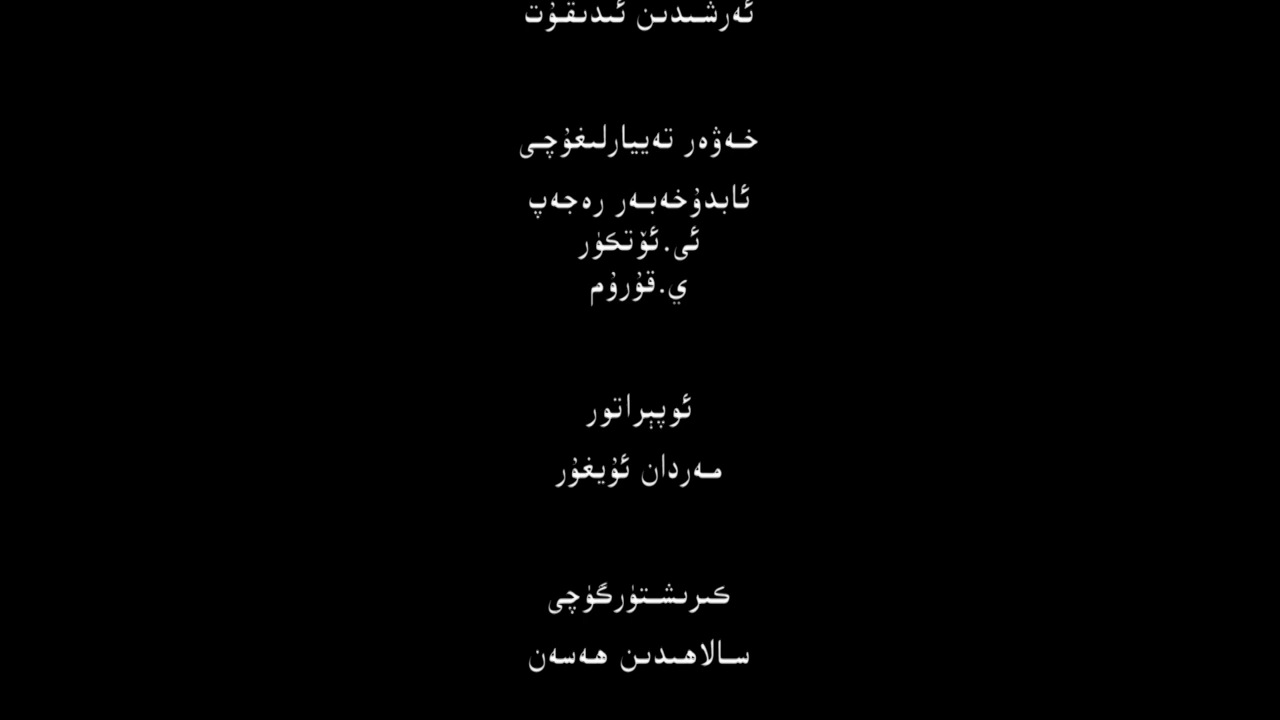 ئەرشىدىن ئىدىقۇت
خەۋەر تەييارلىغۇچى
ئابدۇخەبەر رەجەپ
ئى.ئۆتكۈر
ي.قۇرۇم
ئوپېراتور
مەردان ئۇيغۇر
كىرىشتۈرگۈچى
سالاھىدىن ھەسەن